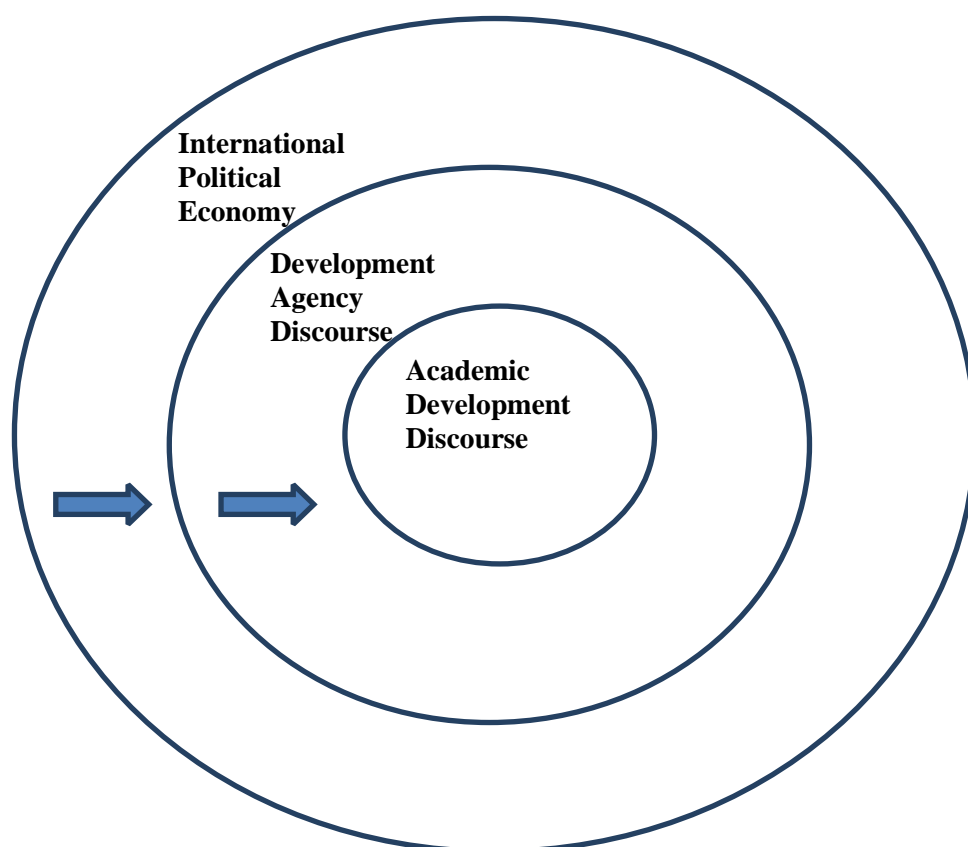 International
Political
Economy
Development
Agency
Discourse
Academic
Development
Discourse